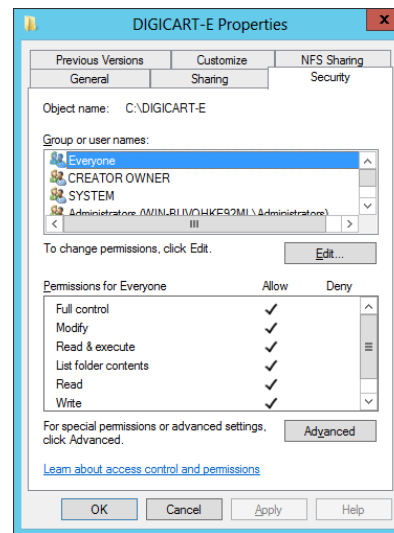 DIGICART-E Properties
x
Previous Versions Customize NFS Sharing
General Sharing Security
Object name: C:\DIGICART-E
Group or user names:
Everyone
CREATOR OWNER
SYSTEM
Administrators
To change permissions, click Edit.
Edit...
Permissions for Everyone Allow Deny
Full control
Modify
Read & execute
List folder contents
Read
Write
For special permissions or advanced settings,
click Advanced.
Advanced
Learn about access control and permissions
OK Cancel Apply Help